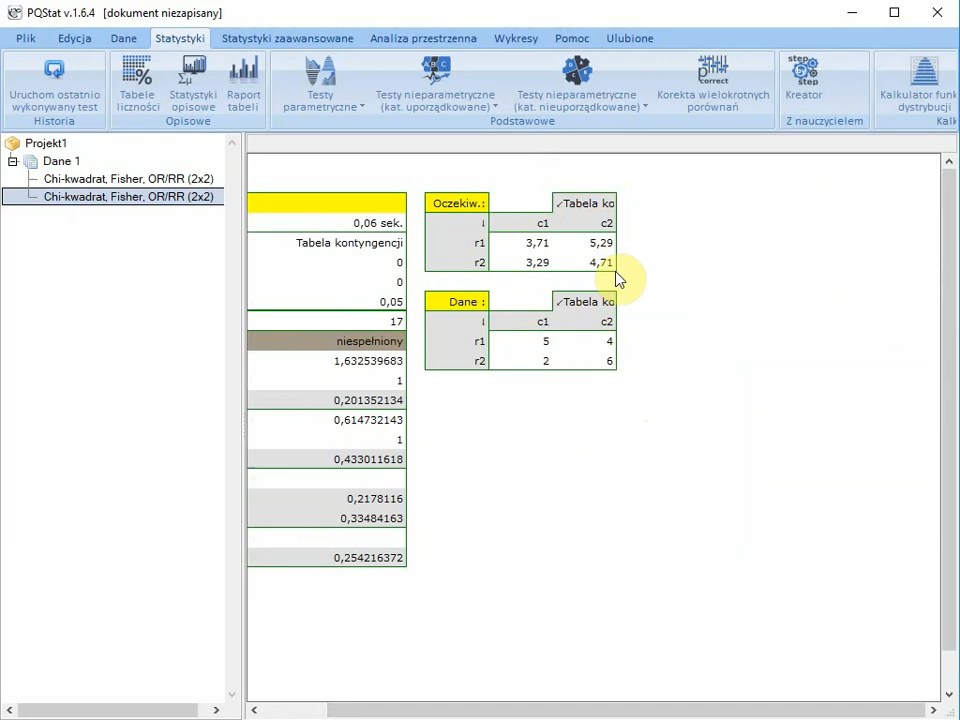 PQStat v.1.6.4 [dokument niezapisany]
Plik Edycja Dane Statystyki Statystyki zaawansowane Analiza przestrzenna Wykresy Pomoc Ulubione
Uruchom ostatnio wykonywany test
Historia
Tabele liczności
Statystyki opisowe
Raport tabeli
Opisowe
Testy parametryczne
Testy nieparametryczne (kat. uporządkowane)
Testy nieparametryczne (kat. nieuporządkowane)
correct
Korekta wielokrotnych porównań
Podstawowe
step step
Kreator
Z nauczycielem
Kalkulator funk dystrybucji
Kalk
Projekt1
Dane 1
Chi-kwadrat, Fisher, OR/RR (2x2)
Chi-kwadrat, Fisher, OR/RR (2x2)
0,06 sek.
Tabela kontyngencji
0
0
0,05
17
niespełniony
1,632539683
1
0,201352134
0,614732143
1
0,433011618
0,2178116
0,33484163
0,254216372
Oczekiw.: ✓Tabela ko
↓ c1 c2
r1 3,71 5,29
r2 3,29 4,71
Dane : ✓Tabela ko
↓ c1 c2
r1 5 4
r2 2 6